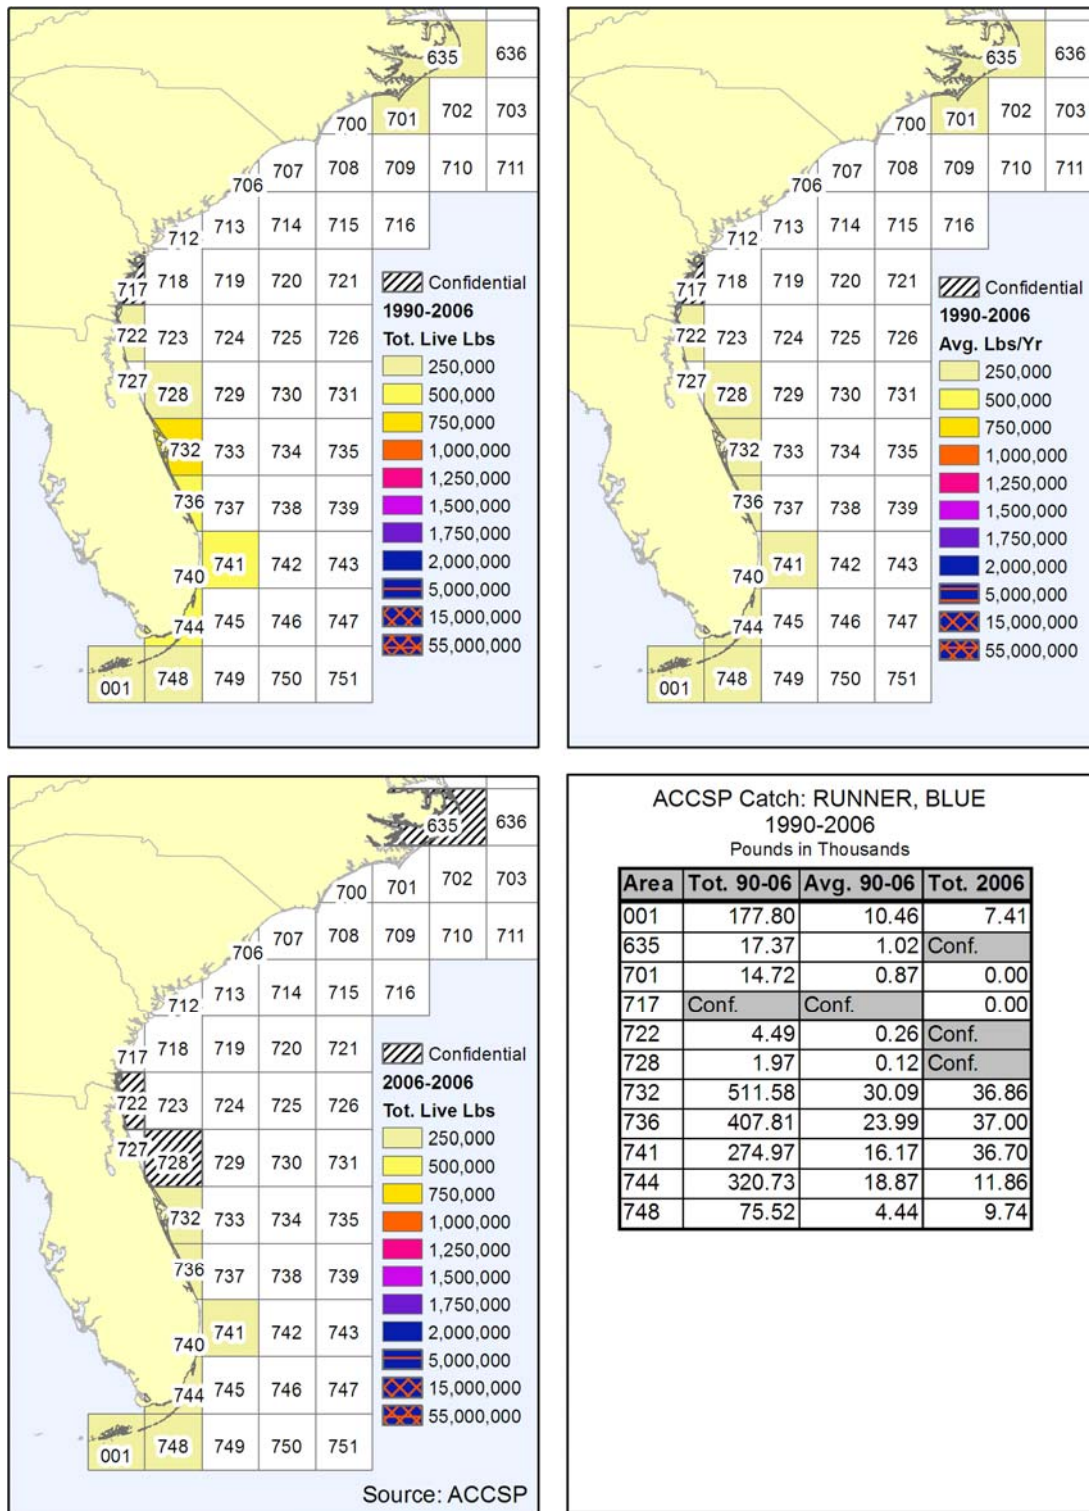 635 636
700 701 702 703
706 707 708 709 710 711
712 713 714 715 716
717 718 719 720 721
722 723 724 725 726
727 728 729 730 731
732 733 734 735
736 737 738 739
740 741 742 743
744 745 746 747
001 748 749 750 751
Confidential
1990-2006
Tot. Live Lbs
250,000
500,000
750,000
1,000,000
1,250,000
1,500,000
1,750,000
2,000,000
5,000,000
15,000,000
55,000,000
635 636
700 701 702 703
706 707 708 709 710 711
712 713 714 715 716
717 718 719 720 721
722 723 724 725 726
727 728 729 730 731
732 733 734 735
736 737 738 739
740 741 742 743
744 745 746 747
001 748 749 750 751
Confidential
1990-2006
Avg. Lbs/Yr
250,000
500,000
750,000
1,000,000
1,250,000
1,500,000
1,750,000
2,000,000
5,000,000
15,000,000
55,000,000
635 636
700 701 702 703
706 707 708 709 710 711
712 713 714 715 716
717 718 719 720 721
722 723 724 725 726
727 728 729 730 731
732 733 734 735
736 737 738 739
740 741 742 743
744 745 746 747
001 748 749 750 751
Confidential
2006-2006
Tot. Live Lbs
250,000
500,000
750,000
1,000,000
1,250,000
1,500,000
1,750,000
2,000,000
5,000,000
15,000,000
55,000,000
Source: ACCSP
ACCSP Catch: RUNNER, BLUE
1990-2006
Pounds in Thousands
Area Tot. 90-06 Avg. 90-06 Tot. 2006
001 177.80 10.46 7.41
635 17.37 1.02 Conf.
701 14.72 0.87 0.00
717 Conf. Conf. 0.00
722 4.49 0.26 Conf.
728 1.97 0.12 Conf.
732 511.58 30.09 36.86
736 407.81 23.99 37.00
741 274.97 16.17 36.70
744 320.73 18.87 11.86
748 75.52 4.44 9.74